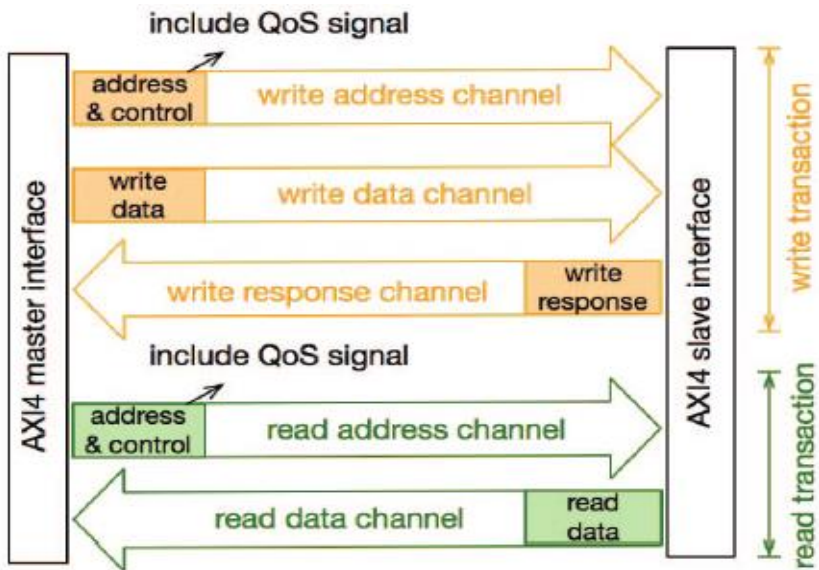 include QoS signal
address
& control
write address channel
write
data
write data channel
write response channel
write
response
include QoS signal
address
& control
read address channel
read data channel
read
data
AXI4 master interface
AXI4 slave interface
write transaction
read transaction